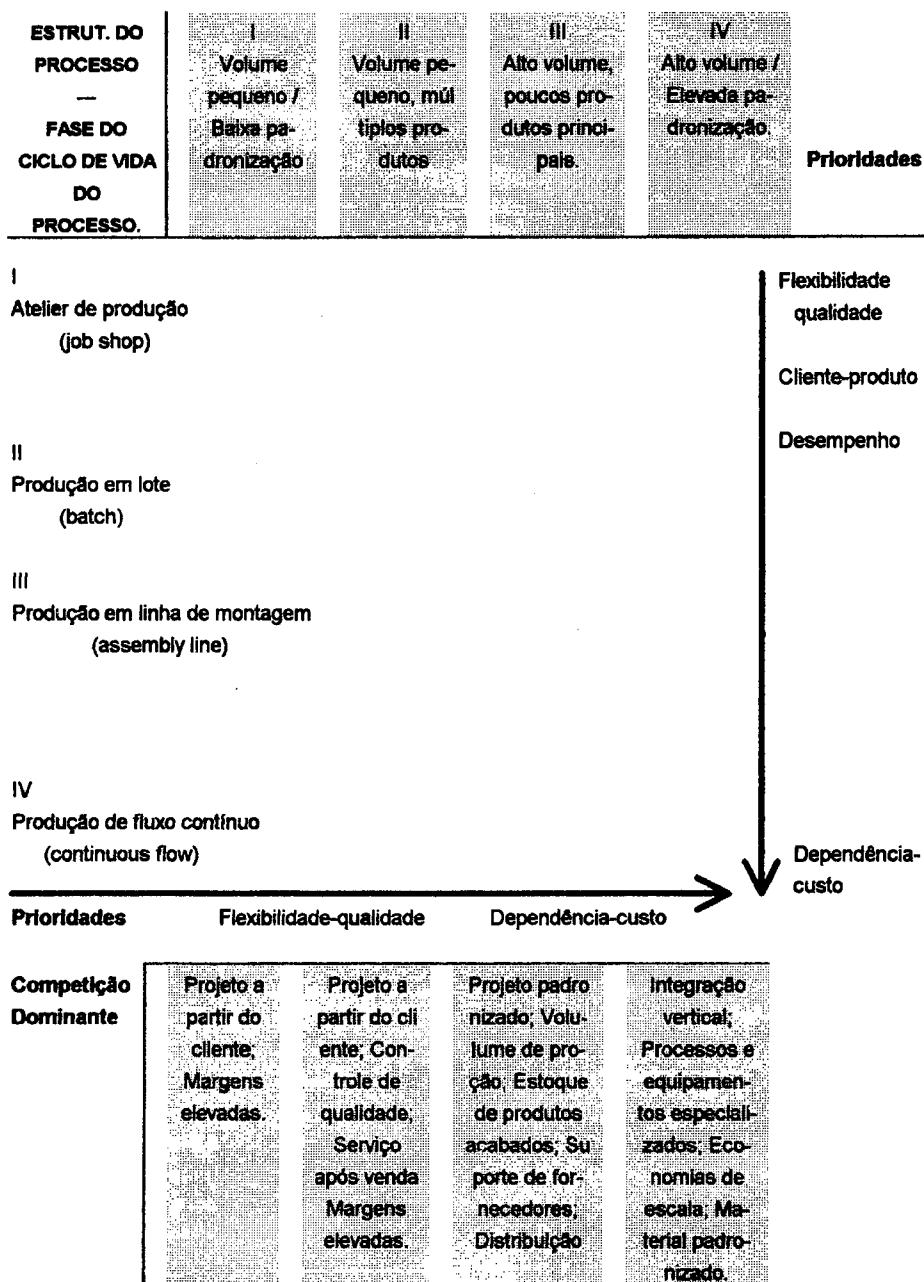 ESTRUT. DO
PROCESSO
—
FASE DO
CICLO DE VIDA
DO
PROCESSO.
I
Volume
pequeno /
Baixa pa-
dronização
II
Volume pe-
queno, múl
tiplos pro-
dutos
III
Alto volume,
poucos pro-
dutos princi-
pais.
IV
Alto volume /
Elevada pa-
dronização.
Prioridades
I
Atelier de produção
(job shop)
II
Produção em lote
(batch)
III
Produção em linha de montagem
(assembly line)
IV
Produção de fluxo contínuo
(continuous flow)
Flexibilidade
qualidade
Cliente-produto
Desempenho
Dependência-
custo
Prioridades
Flexibilidade-qualidade
Dependência-custo
Competição
Dominante
Projeto a
partir do
cliente;
Margens
elevadas.
Projeto a
partir do cli
ente; Con-
trole de
qualidade;
Serviço
após venda
Margens
elevadas.
Projeto padro
nizado; Volu-
lume de pro-
ção; Estoque
de produtos
acabados; Su
porte de for-
necedores;
Distribuição
Integração
vertical;
Processos e
equipamen-
tos especiali-
zados; Eco-
nomias de
escala; Ma-
terial padro-
nizado.